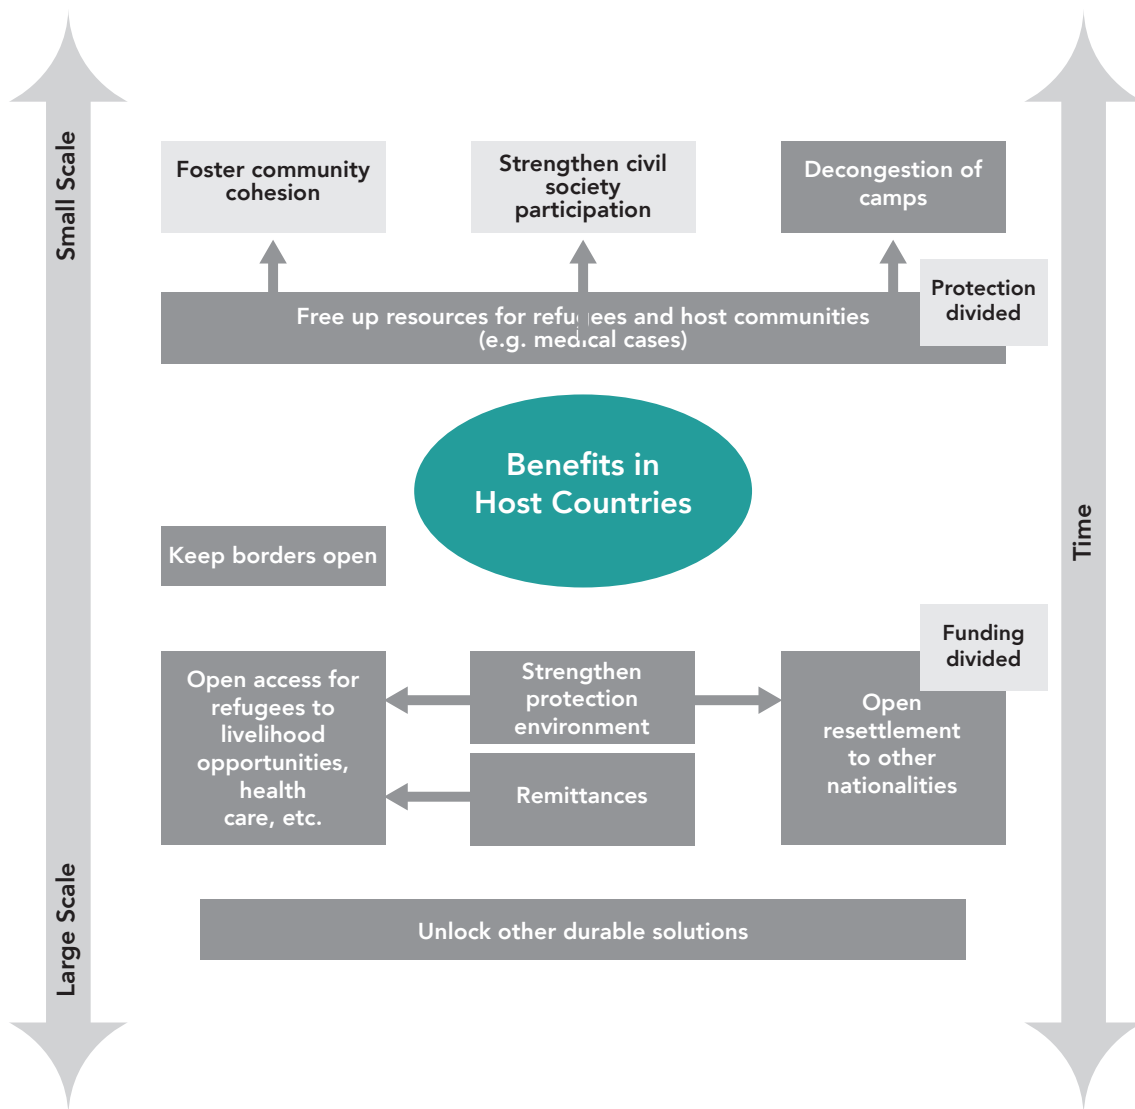 Small Scale
Foster community
cohesion
Strengthen civil
society
participation
Decongestion of
camps
Protection
divided
Free up resources for refugees and host communities
(e.g. medical cases)
Benefits in
Host Countries
Time
Keep borders open
Funding
divided
Open access for
refugees to
livelihood
opportunities,
health
care, etc.
Strengthen
protection
environment
Remittances
Open
resettlement
to other
nationalities
Large Scale
Unlock other durable solutions